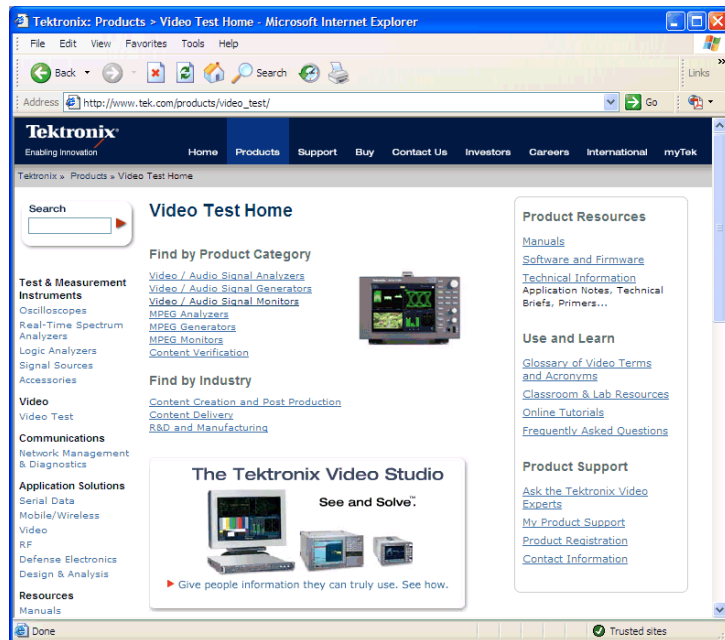 Tektronix: Products > Video Test Home - Microsoft Internet Explorer
File Edit View Favorites Tools Help
Back Search Links
Address http://www.tek.com/products/video_test/ Go
Tektronix
Enabling Innovation
Home Products Support Buy Contact Us Investors Careers International myTek
Tektronix » Products » Video Test Home
Search
Test & Measurement
Instruments
Oscilloscopes
Real-Time Spectrum
Analyzers
Logic Analyzers
Signal Sources
Accessories
Video
Video Test
Communications
Network Management
& Diagnostics
Application Solutions
Serial Data
Mobile/Wireless
Video
RF
Defense Electronics
Design & Analysis
Resources
Manuals
Video Test Home
Find by Product Category
Video / Audio Signal Analyzers
Video / Audio Signal Generators
Video / Audio Signal Monitors
MPEG Analyzers
MPEG Generators
MPEG Monitors
Content Verification
Find by Industry
Content Creation and Post Production
Content Delivery
R&D and Manufacturing
The Tektronix Video Studio
See and Solve.™
Give people information they can truly use. See how.
Product Resources
Manuals
Software and Firmware
Technical Information
Application Notes, Technical
Briefs, Primers...
Use and Learn
Glossary of Video Terms
and Acronyms
Classroom & Lab Resources
Online Tutorials
Frequently Asked Questions
Product Support
Ask the Tektronix Video
Experts
My Product Support
Product Registration
Contact Information
Done Trusted sites